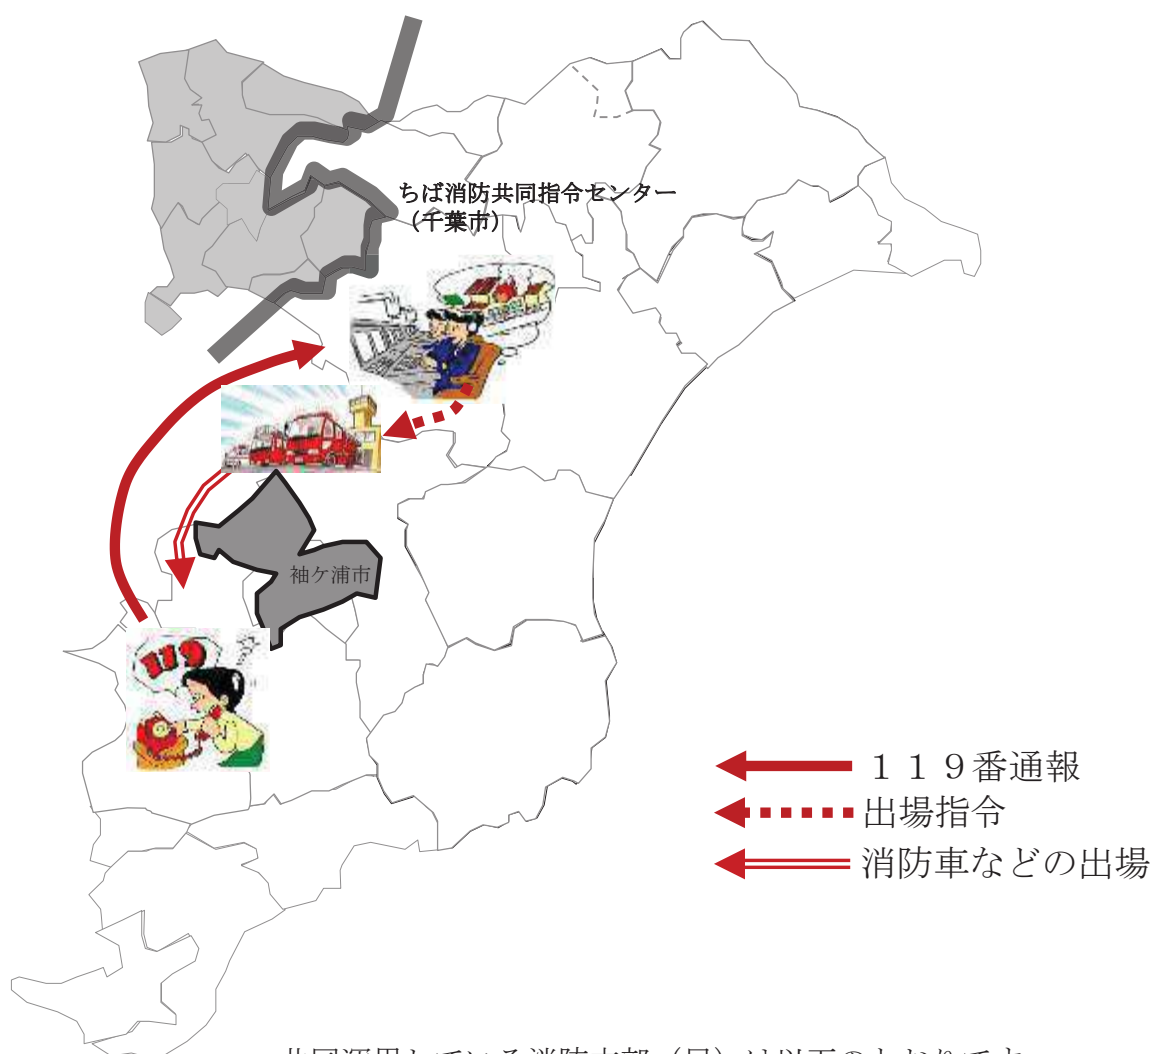 ちば消防共同指令センター
（千葉市）
袖ケ浦市
119
１１９番通報
出場指令
消防車などの出場